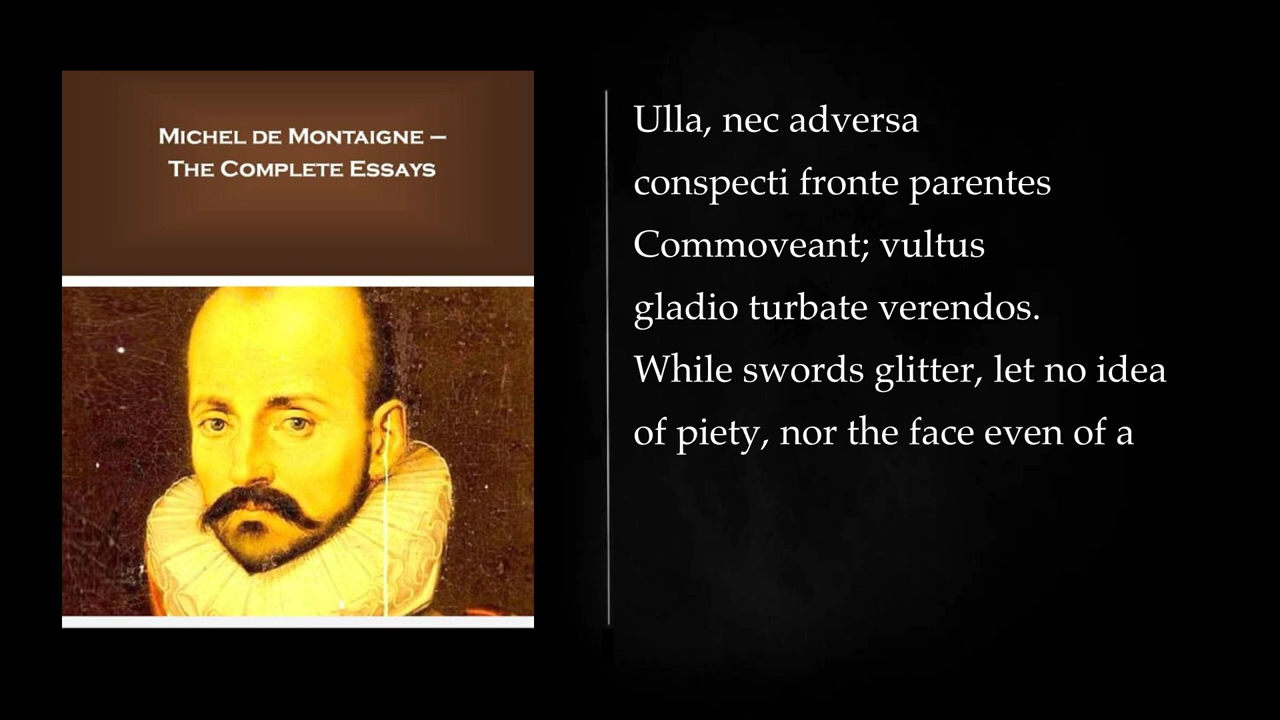 Michel de Montaigne –
The Complete Essays
Ulla, nec adversa
conspecti fronte parentes
Commoveant; vultus
gladio turbate verendos.
While swords glitter, let no idea
of piety, nor the face even of a